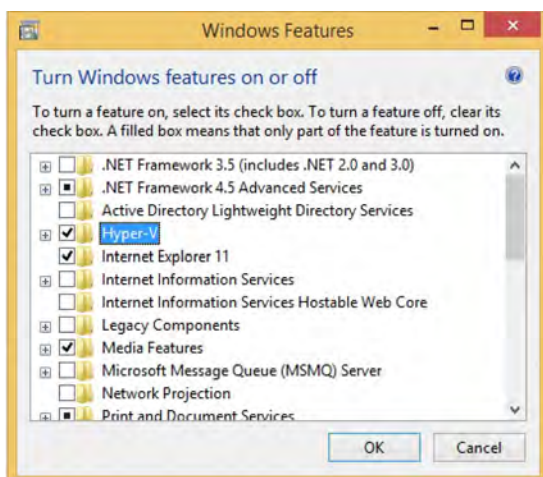 Windows Features
Turn Windows features on or off
To turn a feature on, select its check box. To turn a feature off, clear its
check box. A filled box means that only part of the feature is turned on.
.NET Framework 3.5 (includes .NET 2.0 and 3.0)
.NET Framework 4.5 Advanced Services
Active Directory Lightweight Directory Services
Hyper-V
Internet Explorer 11
Internet Information Services
Internet Information Services Hostable Web Core
Legacy Components
Media Features
Microsoft Message Queue (MSMQ) Server
Network Projection
Print and Document Services
OK
Cancel